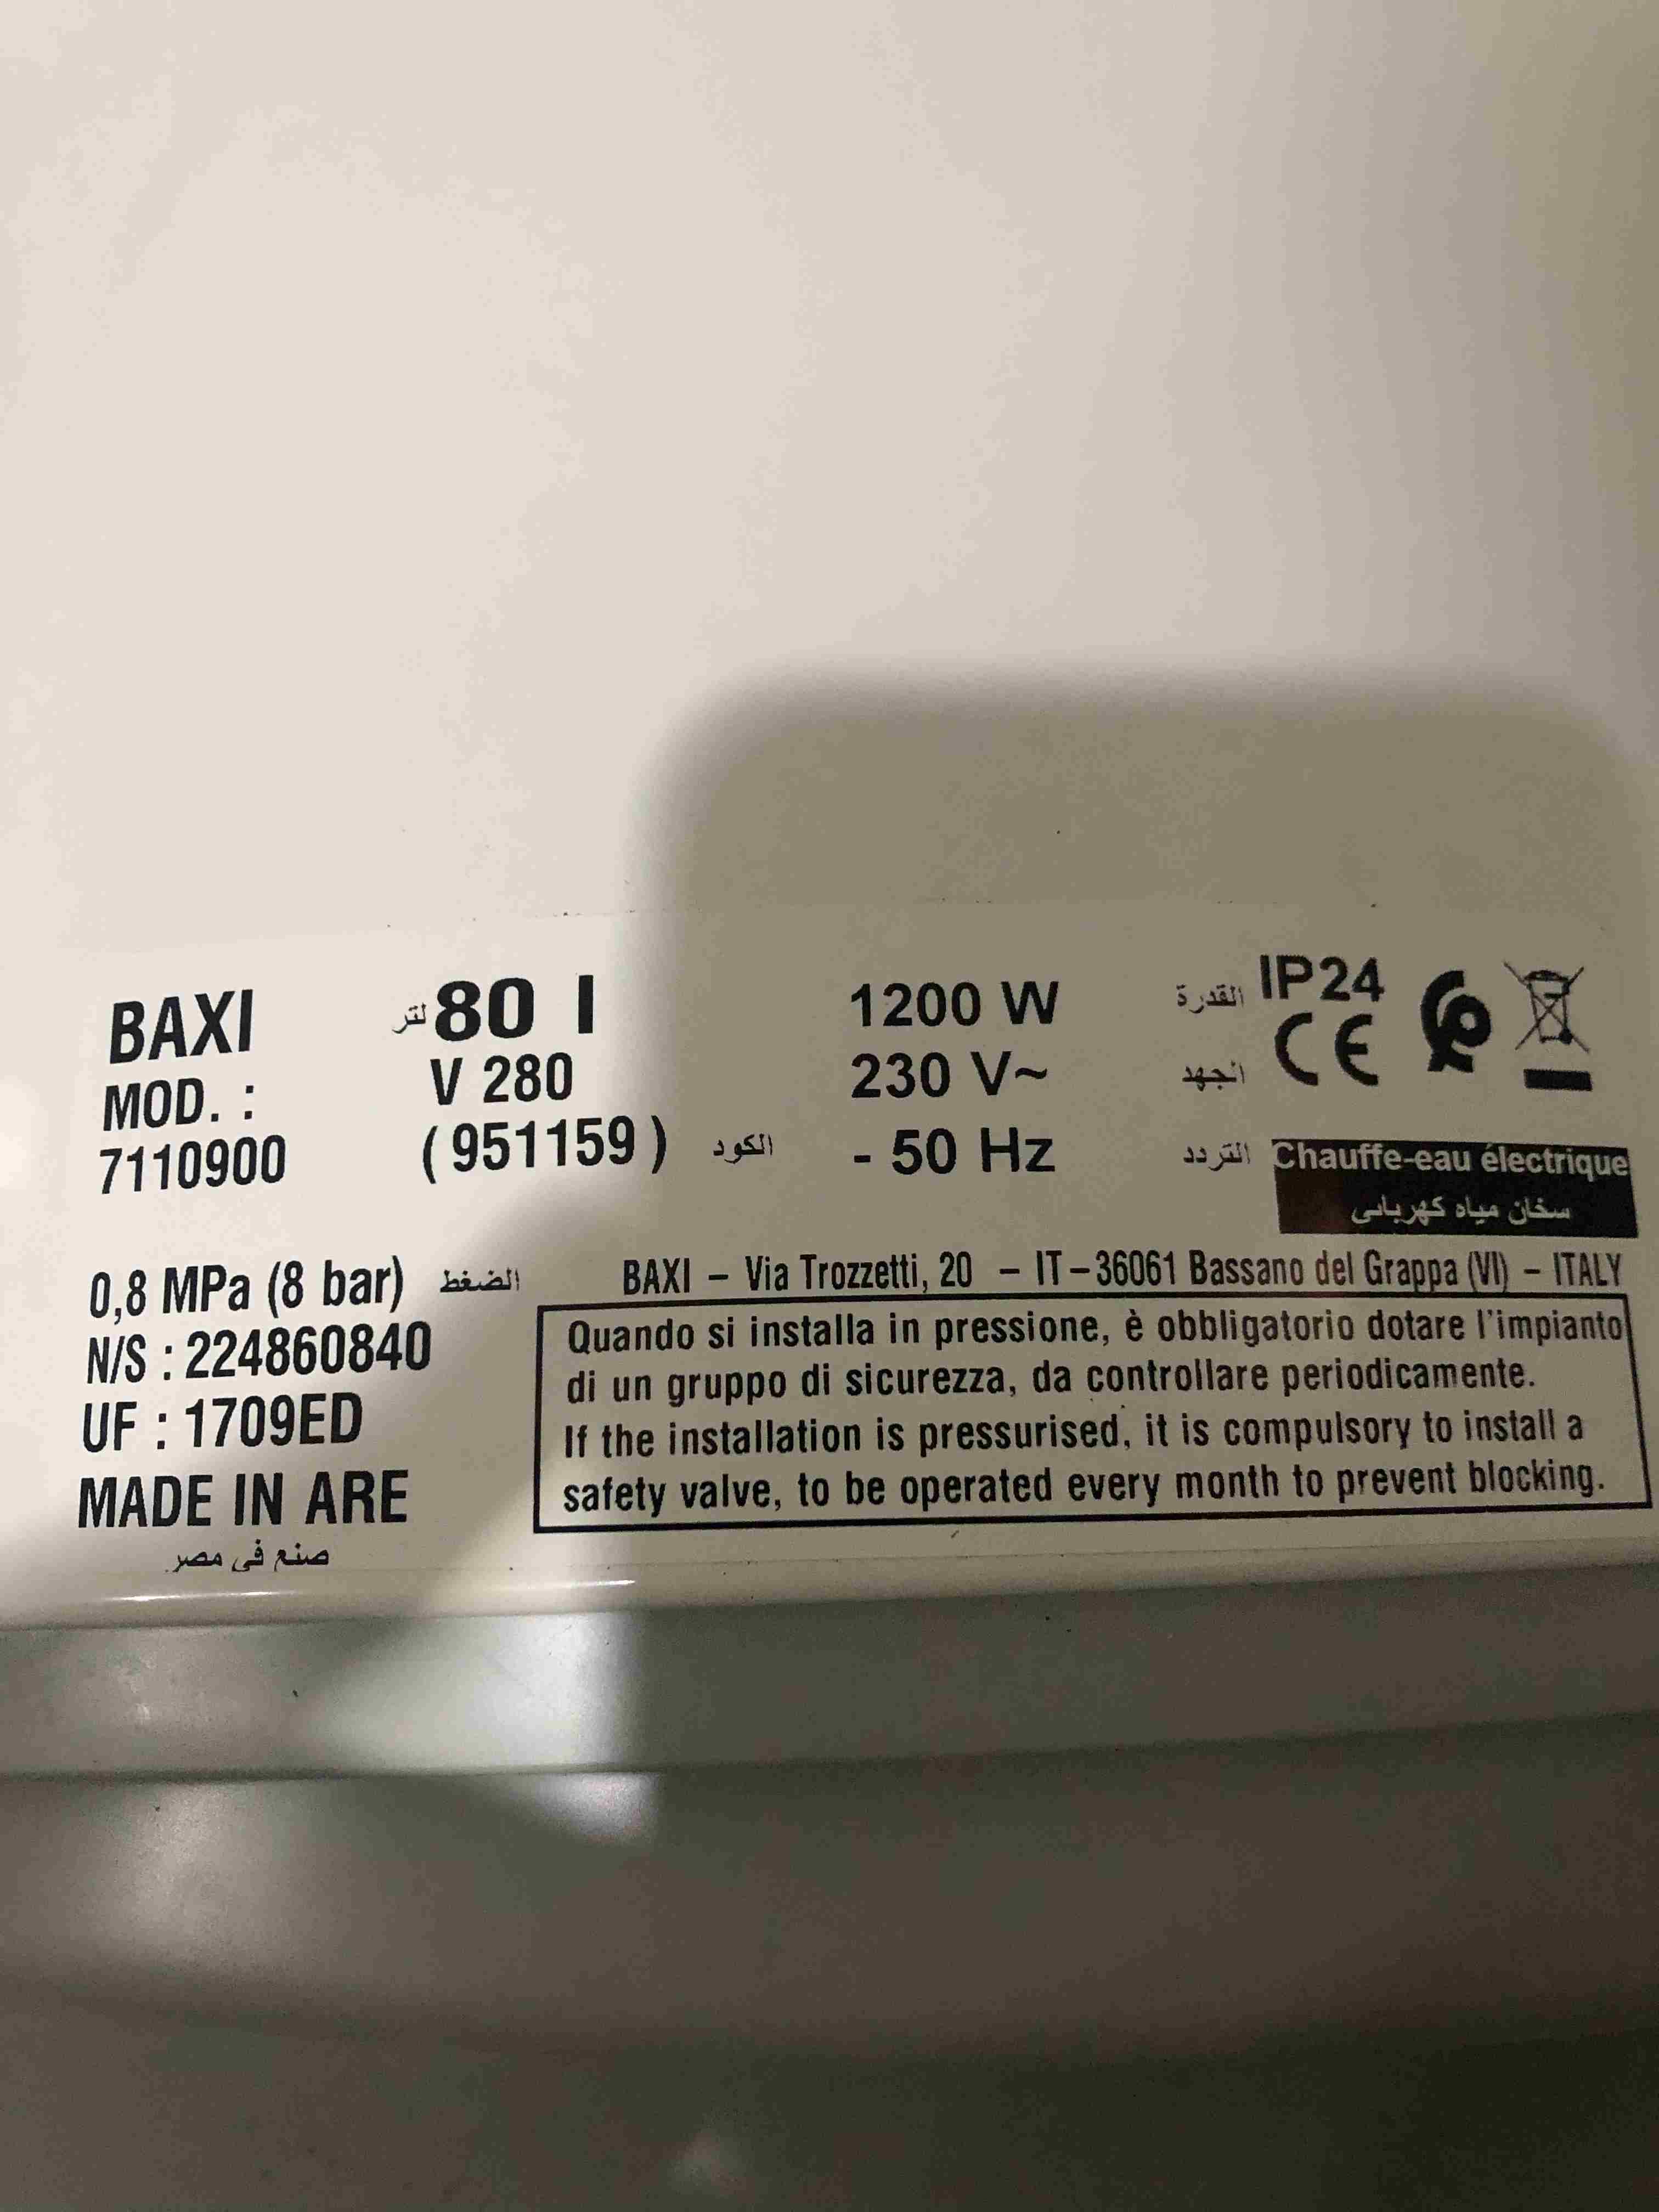 BAXI 80 l لتر 1200 W القدرة IP24
MOD. : V 280 230 V~ الجهد CE
7110900 (951159) الكود - 50 Hz التردد Chauffe-eau électrique
سخان مياه كهربائى
0,8 MPa (8 bar) الضغط BAXI – Via Trozzetti, 20 – IT–36061 Bassano del Grappa (VI) – ITALY
N/S : 224860840
UF : 1709ED
MADE IN ARE
صنع فى مصر
Quando si installa in pressione, è obbligatorio dotare l'impianto
di un gruppo di sicurezza, da controllare periodicamente.
If the installation is pressurised, it is compulsory to install a
safety valve, to be operated every month to prevent blocking.